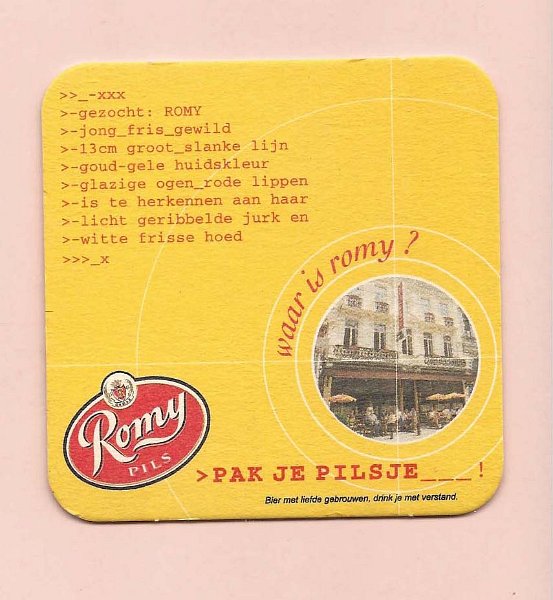 >>_-xxx
>-gezocht: ROMY
>-jong_fris_gewild
>-13cm groot_slanke lijn
>-goud-gele huidskleur
>-glazige ogen_rode lippen
>-is te herkennen aan haar
>-licht geribbelde jurk en
>-witte frisse hoed
>>>_x
waar is romy ?
Romy
PILS
>PAK JE PILSJE___!
Bier met liefde gebrouwen, drink je met verstand.